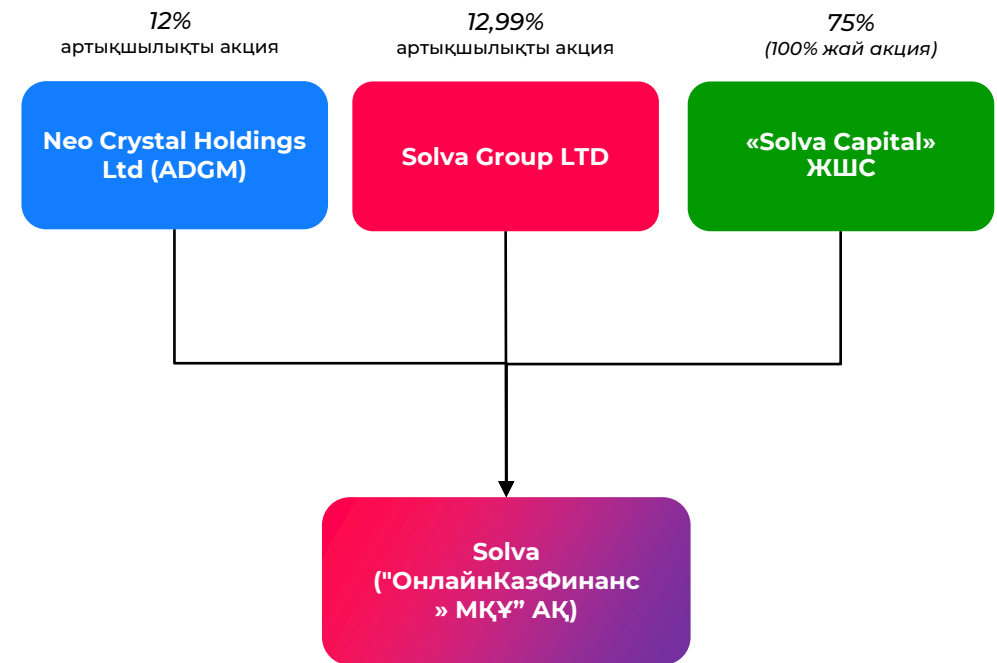 12%
артықшылықты акция
12,99%
артықшылықты акция
75%
(100% жай акция)
Neo Crystal Holdings
Ltd (ADGM)
Solva Group LTD
«Solva Capital»
ЖШС
Solva
("ОнлайнКазФинанс
» МҚҰ” АҚ)